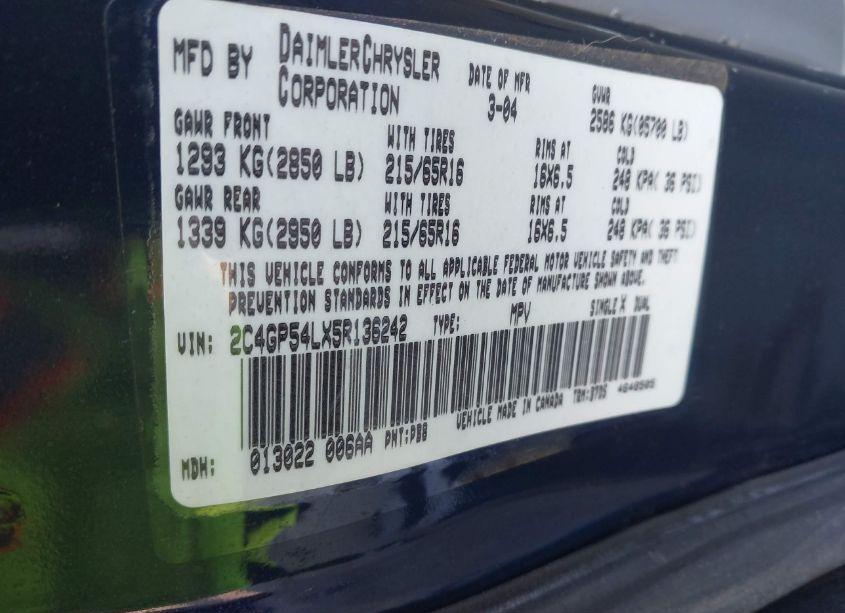 MFD BY DAIMLERCHRYSLER CORPORATION
DATE OF MFR 3-04
GVWR 2586 KG(05700 LB)
GAWR FRONT WITH TIRES RIMS AT COLD
1293 KG(2850 LB) 215/65R16 16X6.5 248 KPA( 36 PSI)
GAWR REAR WITH TIRES RIMS AT COLD
1339 KG(2950 LB) 215/65R16 16X6.5 248 KPA( 36 PSI)
THIS VEHICLE CONFORMS TO ALL APPLICABLE FEDERAL MOTOR VEHICLE SAFETY AND THEFT
PREVENTION STANDARDS IN EFFECT ON THE DATE OF MANUFACTURE SHOWN ABOVE.
VIN: 2C4GP54LX5R136242 TYPE: MPV SINGLE X DUAL
MDH: 013022 006AA PNT:PB8 VEHICLE MADE IN CANADA 4648505